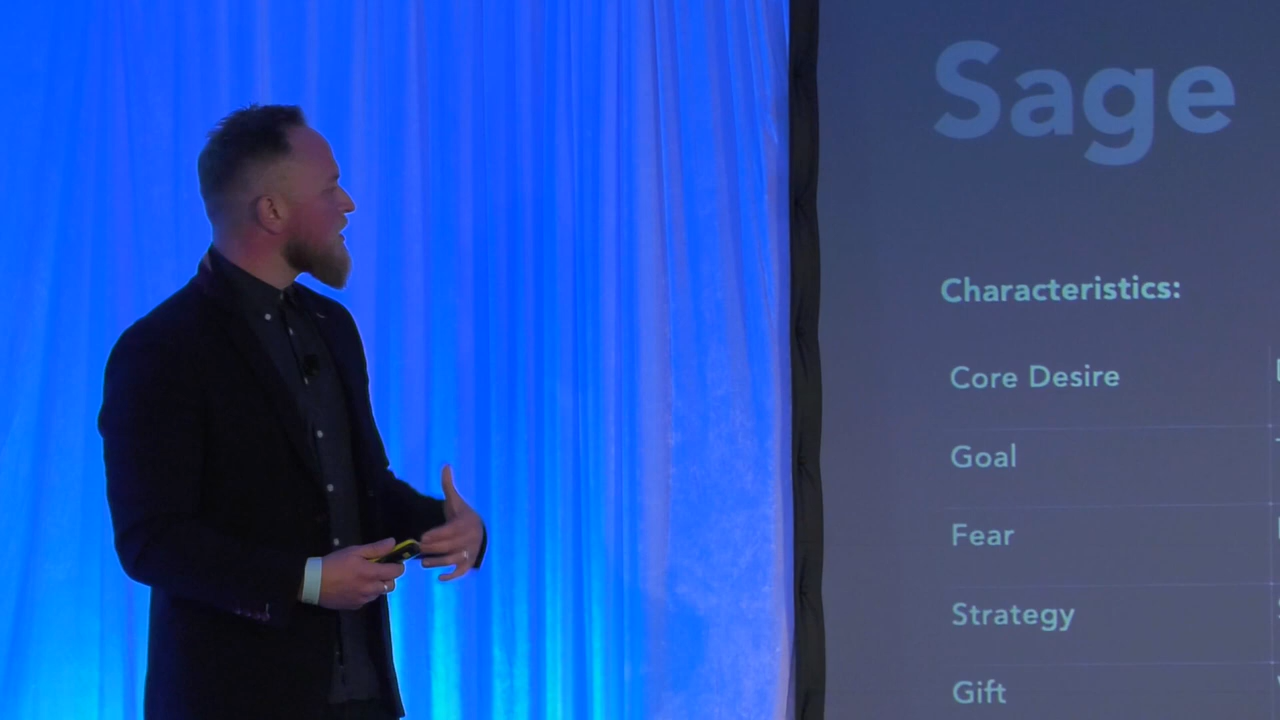 Sage
Characteristics:
Core Desire
Goal
Fear
Strategy
Gift